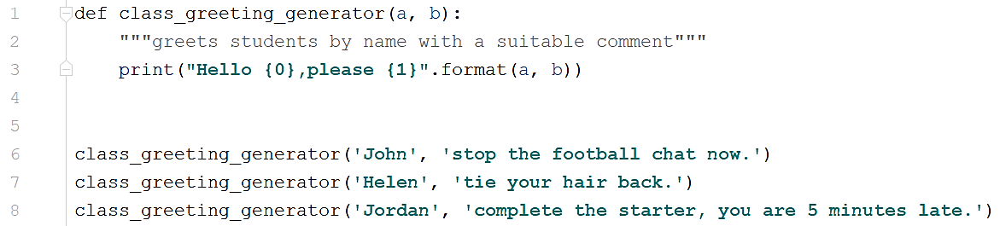 1 def class_greeting_generator(a, b):
2 """greets students by name with a suitable comment"""
3 print("Hello {0},please {1}".format(a, b))
4
5
6 class_greeting_generator('John', 'stop the football chat now.')
7 class_greeting_generator('Helen', 'tie your hair back.')
8 class_greeting_generator('Jordan', 'complete the starter, you are 5 minutes late.')